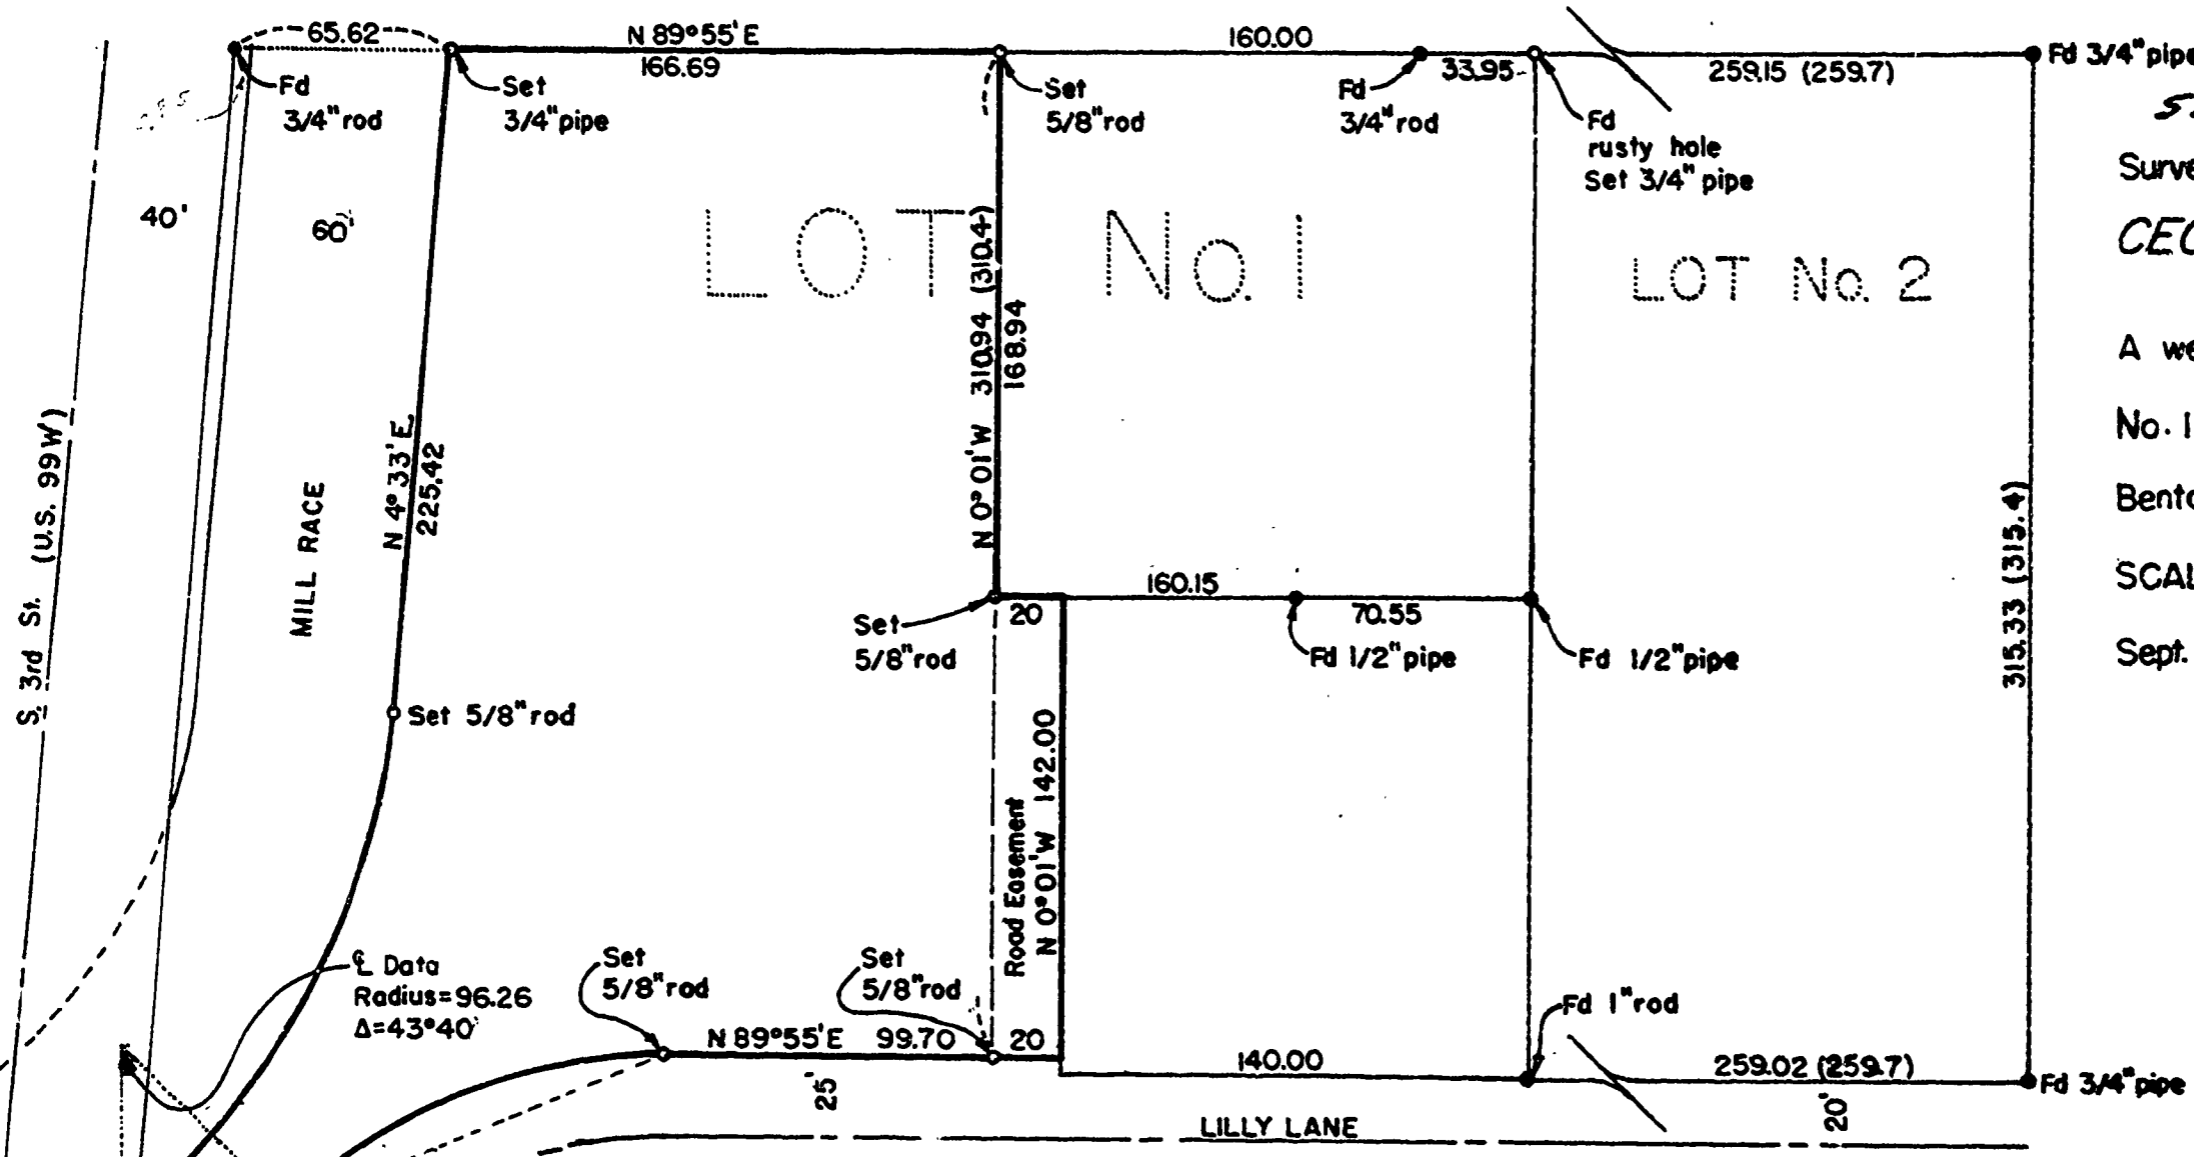 65.62
N 89°55'E
166.69
160.00
33.95
259.15 (259.7)
Fd 3/4" pipe
Fd
3/4" rod
Set
3/4" pipe
Set
5/8" rod
Fd
3/4" rod
Fd
rusty hole
Set 3/4" pipe
40'
60'
LOT No. 1
LOT No. 2
CEC
A we
No. 1
Bento
SCAL
Sept.
S. 3rd St. (U.S. 99W)
MILL RACE
N 4°33'E
225.42
N 0°01'W 310.94 (310.4)
168.94
315.33 (315.4)
Set
5/8" rod
20
160.15
70.55
Fd 1/2" pipe
Fd 1/2" pipe
Set 5/8" rod
Road Easement
N 0°01'W 142.00
℄ Data
Radius=96.26
Δ=43°40'
Set
5/8" rod
Set
5/8" rod
N 89°55'E 99.70
20
Fd 1" rod
140.00
259.02 (259.7)
Fd 3/4" pipe
25'
20'
LILLY LANE